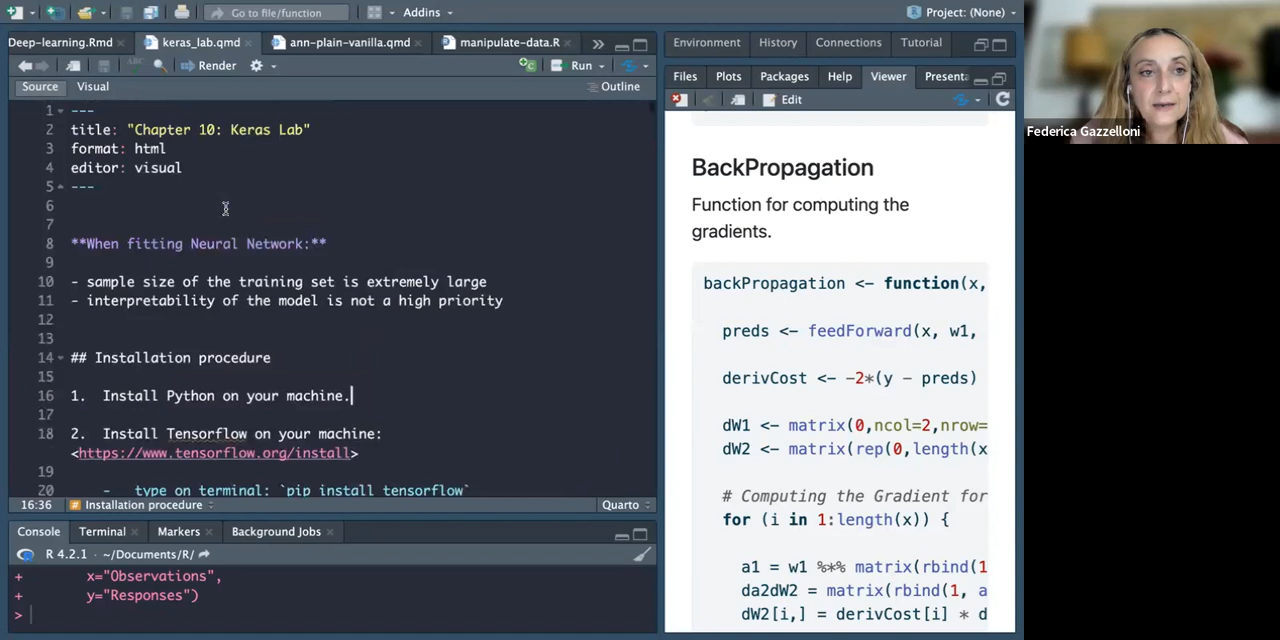 Go to file/function
Addins
Project: (None)
Deep-learning.Rmd
keras_lab.qmd
ann-plain-vanilla.qmd
manipulate-data.R
Render
Run
Source
Visual
Outline
1 ---
2 title: "Chapter 10: Keras Lab"
3 format: html
4 editor: visual
5 ---
6
7
8 **When fitting Neural Network:**
9
10 - sample size of the training set is extremely large
11 - interpretability of the model is not a high priority
12
13
14 ## Installation procedure
15
16 1. Install Python on your machine.
17
18 2. Install Tensorflow on your machine:
<https://www.tensorflow.org/install>
19
20 - type on terminal: `pip install tensorflow`
16:36 # Installation procedure
Quarto
Console
Terminal
Markers
Background Jobs
R 4.2.1 · ~/Documents/R/
+ x="Observations",
+ y="Responses")
>
Environment
History
Connections
Tutorial
Files
Plots
Packages
Help
Viewer
Presenta
Edit
BackPropagation
Function for computing the
gradients.
backPropagation <- function(x,
preds <- feedForward(x, w1,
derivCost <- -2*(y - preds)
dW1 <- matrix(0,ncol=2,nrow=
dW2 <- matrix(rep(0,length(x
# Computing the Gradient for
for (i in 1:length(x)) {
a1 = w1 %*% matrix(rbind(1
da2dW2 = matrix(rbind(1, a
dW2[i,] = derivCost[i] * d
Federica Gazzelloni